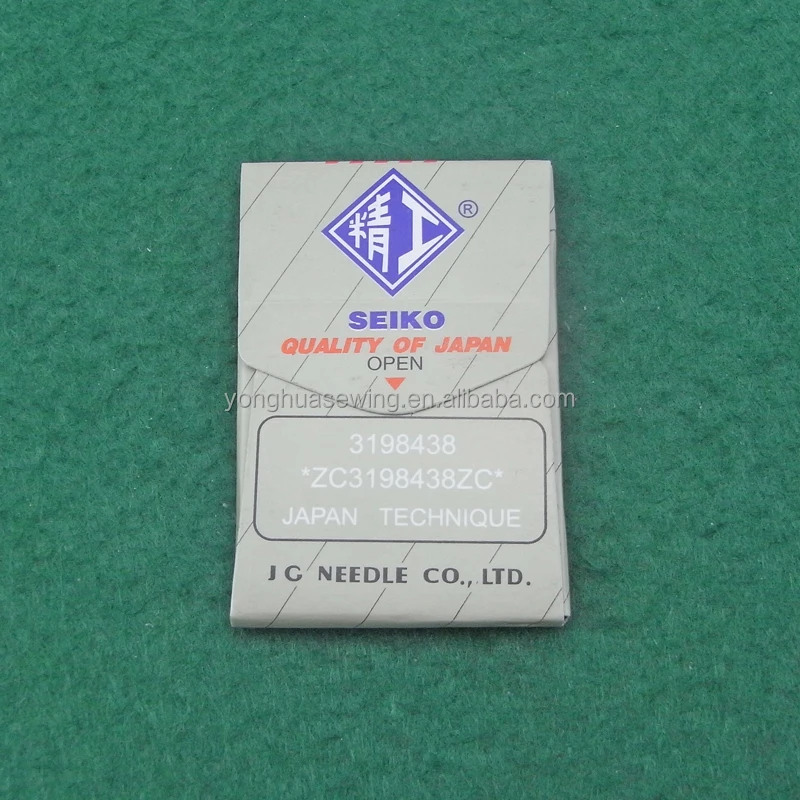 精工
®
SEIKO
QUALITY OF JAPAN
OPEN
yonghuasewing.en.alibaba.com
3198438
*ZC3198438ZC*
JAPAN TECHNIQUE
J G NEEDLE CO., LTD.